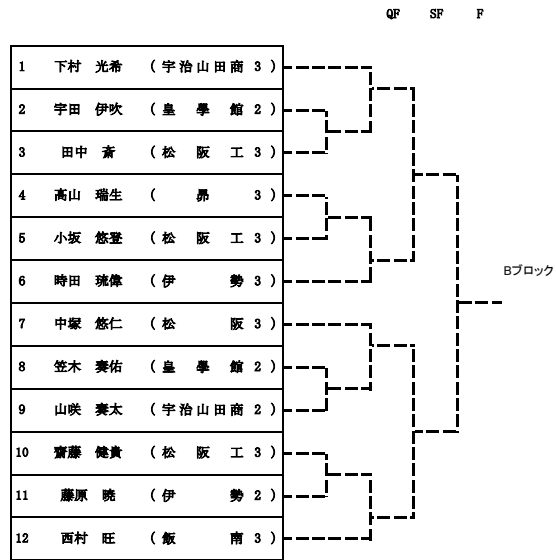 QF SF F
1 下村 光希 ( 宇治山田商 3 )
2 宇田 伊吹 ( 皇 學 館 2 )
3 田中 斎 ( 松 阪 工 3 )
4 高山 瑞生 ( 昴 3 )
5 小坂 悠登 ( 松 阪 工 3 )
6 時田 琉偉 ( 伊 勢 3 )
Bブロック
7 中塚 悠仁 ( 松 阪 3 )
8 笠木 奏佑 ( 皇 學 館 2 )
9 山咲 奏太 ( 宇治山田商 2 )
10 齋藤 健貴 ( 松 阪 工 3 )
11 藤原 暁 ( 伊 勢 2 )
12 西村 旺 ( 飯 南 3 )